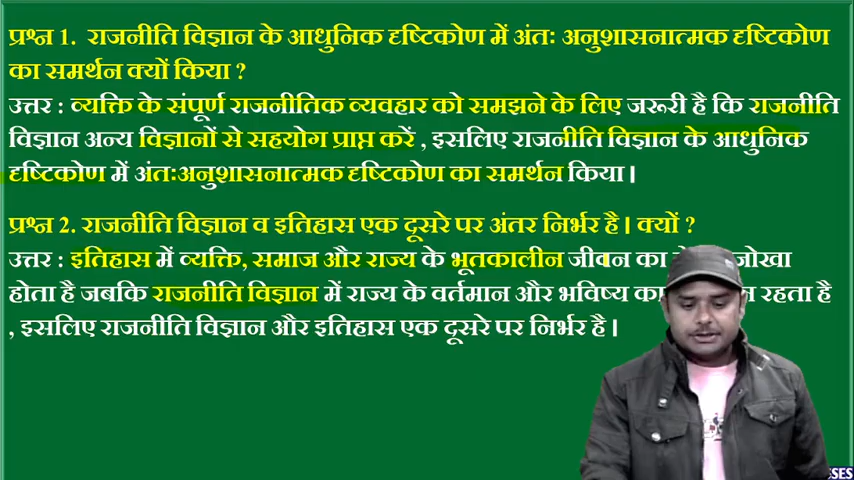 प्रश्न 1. राजनीति विज्ञान के आधुनिक दृष्टिकोण में अंतः अनुशासनात्मक दृष्टिकोण
का समर्थन क्यों किया ?
उत्तर : व्यक्ति के संपूर्ण राजनीतिक व्यवहार को समझने के लिए जरूरी है कि राजनीति
विज्ञान अन्य विज्ञानों से सहयोग प्राप्त करें , इसलिए राजनीति विज्ञान के आधुनिक
दृष्टिकोण में अंतःअनुशासनात्मक दृष्टिकोण का समर्थन किया ।
प्रश्न 2. राजनीति विज्ञान व इतिहास एक दूसरे पर अंतर निर्भर है । क्यों ?
उत्तर : इतिहास में व्यक्ति, समाज और राज्य के भूतकालीन जीवन का
होता है जबकि राजनीति विज्ञान में राज्य के वर्तमान और भविष्य का रहता है
, इसलिए राजनीति विज्ञान और इतिहास एक दूसरे पर निर्भर है ।